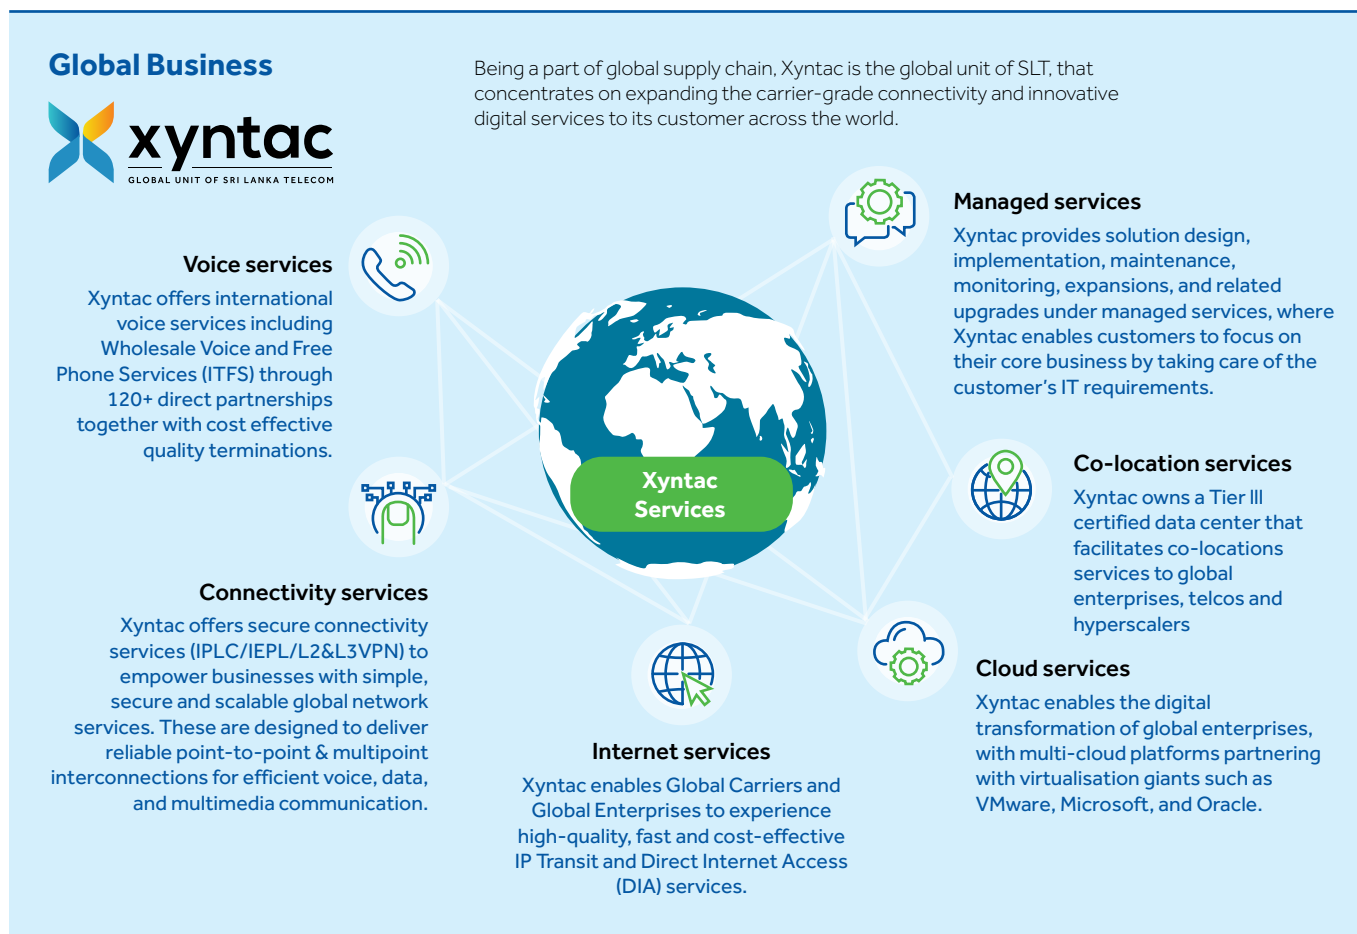 Global Business
xyntac
GLOBAL UNIT OF SRI LANKA TELECOM
Being a part of global supply chain, Xyntac is the global unit of SLT, that
concentrates on expanding the carrier-grade connectivity and innovative
digital services to its customer across the world.
Voice services
Xyntac offers international
voice services including
Wholesale Voice and Free
Phone Services (ITFS) through
120+ direct partnerships
together with cost effective
quality terminations.
Connectivity services
Xyntac offers secure connectivity
services (IPLC/IEPL/L2&L3VPN) to
empower businesses with simple,
secure and scalable global network
services. These are designed to deliver
reliable point-to-point & multipoint
interconnections for efficient voice, data,
and multimedia communication.
Xyntac
Services
Internet services
Xyntac enables Global Carriers and
Global Enterprises to experience
high-quality, fast and cost-effective
IP Transit and Direct Internet Access
(DIA) services.
Managed services
Xyntac provides solution design,
implementation, maintenance,
monitoring, expansions, and related
upgrades under managed services, where
Xyntac enables customers to focus on
their core business by taking care of the
customer's IT requirements.
Co-location services
Xyntac owns a Tier III
certified data center that
facilitates co-locations
services to global
enterprises, telcos and
hyperscalers
Cloud services
Xyntac enables the digital
transformation of global enterprises,
with multi-cloud platforms partnering
with virtualisation giants such as
VMware, Microsoft, and Oracle.